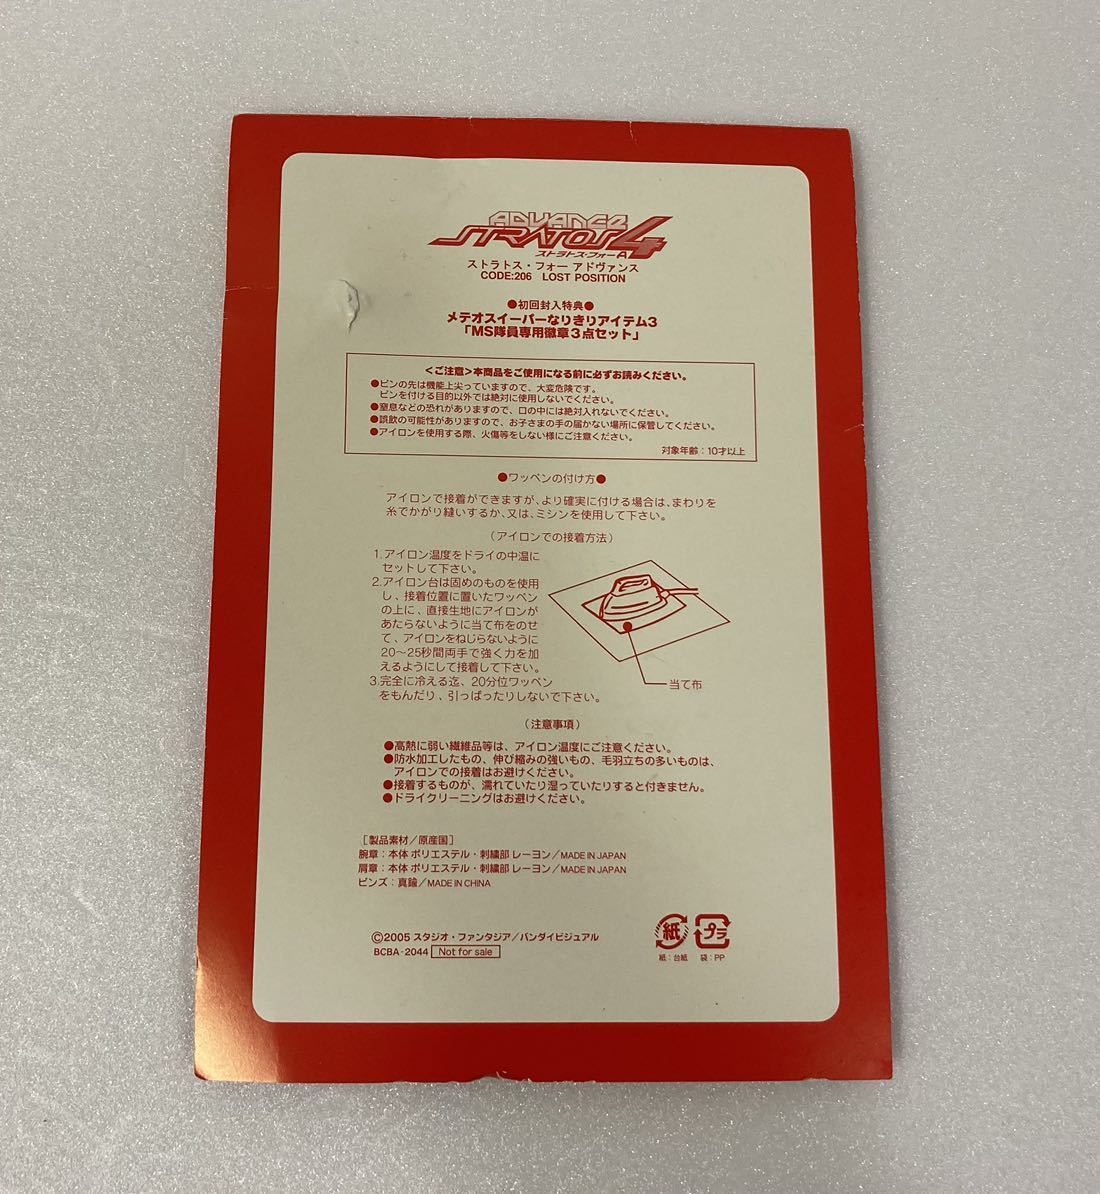 ADVANCE
STRATOS 4
ストラトス・フォーA
ストラトス・フォー アドヴァンス
CODE:206 LOST POSITION
●初回封入特典●
メテオスイーパーなりきりアイテム3
「MS隊員専用徽章3点セット」
＜ご注意＞本商品をご使用になる前に必ずお読みください。
●ピンの先は機能上尖っていますので、大変危険です。
ピンを付ける目的以外では絶対に使用しないでください。
●窒息などの恐れがありますので、口の中には絶対入れないでください。
●誤飲の可能性がありますので、お子さまの手の届かない場所に保管してください。
●アイロンを使用する際、火傷等をしない様にご注意ください。
対象年齢：10才以上
●ワッペンの付け方●
アイロンで接着ができますが、より確実に付ける場合は、まわりを
糸でかがり縫いするか、又は、ミシンを使用して下さい。
（アイロンでの接着方法）
1.アイロン温度をドライの中温に
セットして下さい。
2.アイロン台は固めのものを使用
し、接着位置に置いたワッペン
の上に、直接生地にアイロンが
あたらないように当て布をのせ
て、アイロンをねじらないように
20〜25秒間両手で強く力を加
えるようにして接着して下さい。
3.完全に冷える迄、20分位ワッペン
をもんだり、引っぱったりしないで下さい。
当て布
（注意事項）
●高熱に弱い繊維品等は、アイロン温度にご注意ください。
●防水加工したもの、伸び縮みの強いもの、毛羽立ちの多いものは、
アイロンでの接着はお避けください。
●接着するものが、濡れていたり湿っていたりすると付きません。
●ドライクリーニングはお避けください。
［製品素材／原産国］
腕章：本体 ポリエステル・刺繍部 レーヨン／MADE IN JAPAN
肩章：本体 ポリエステル・刺繍部 レーヨン／MADE IN JAPAN
ピンズ：真鍮／MADE IN CHINA
©2005 スタジオ・ファンタジア／バンダイビジュアル
BCBA-2044 Not for sale
紙 プラ
紙：台紙 袋：PP